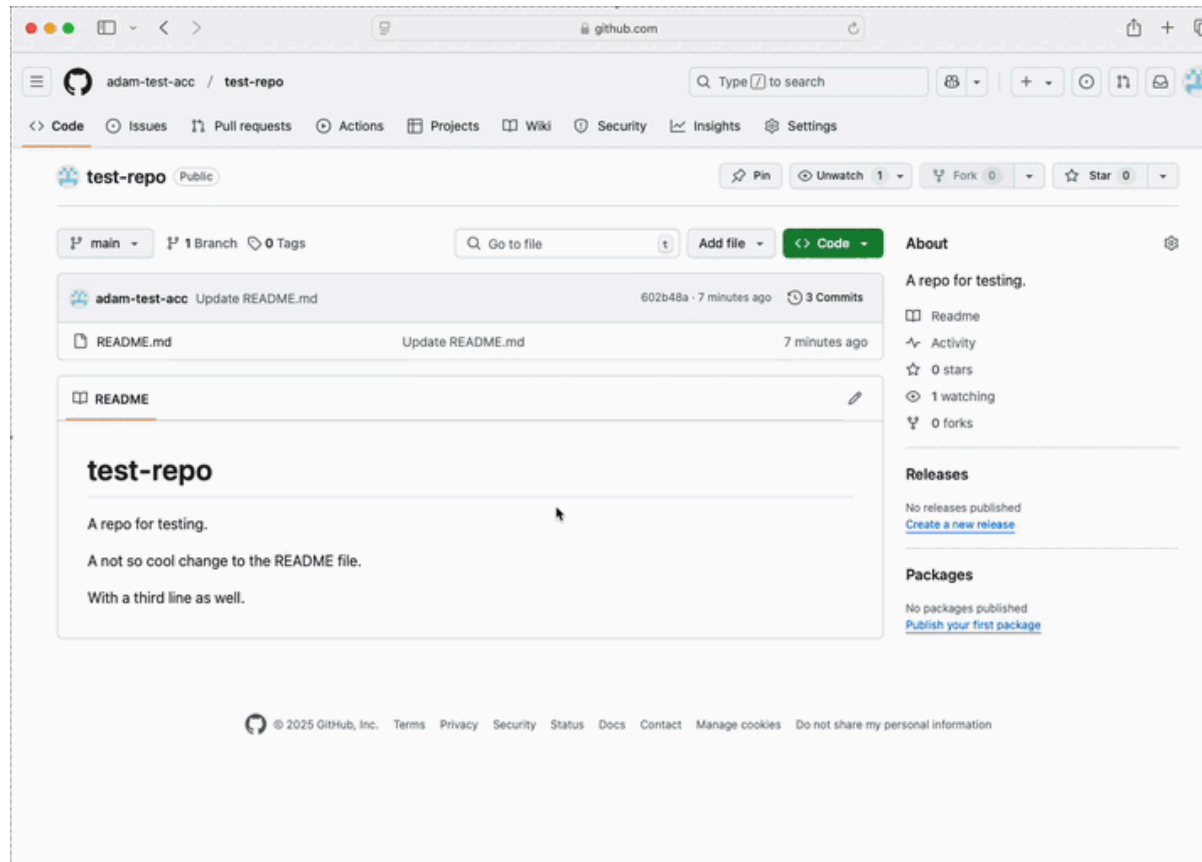 github.com
adam-test-acc / test-repo
Type / to search
Code Issues Pull requests Actions Projects Wiki Security Insights Settings
test-repo Public
Pin Unwatch 1 Fork 0 Star 0
main 1 Branch 0 Tags
Go to file t
Add file Code
adam-test-acc Update README.md 602b48a · 7 minutes ago 3 Commits
README.md Update README.md 7 minutes ago
README
test-repo
A repo for testing.
A not so cool change to the README file.
With a third line as well.
About
A repo for testing.
Readme
Activity
0 stars
1 watching
0 forks
Releases
No releases published
Create a new release
Packages
No packages published
Publish your first package
© 2025 GitHub, Inc. Terms Privacy Security Status Docs Contact Manage cookies Do not share my personal information